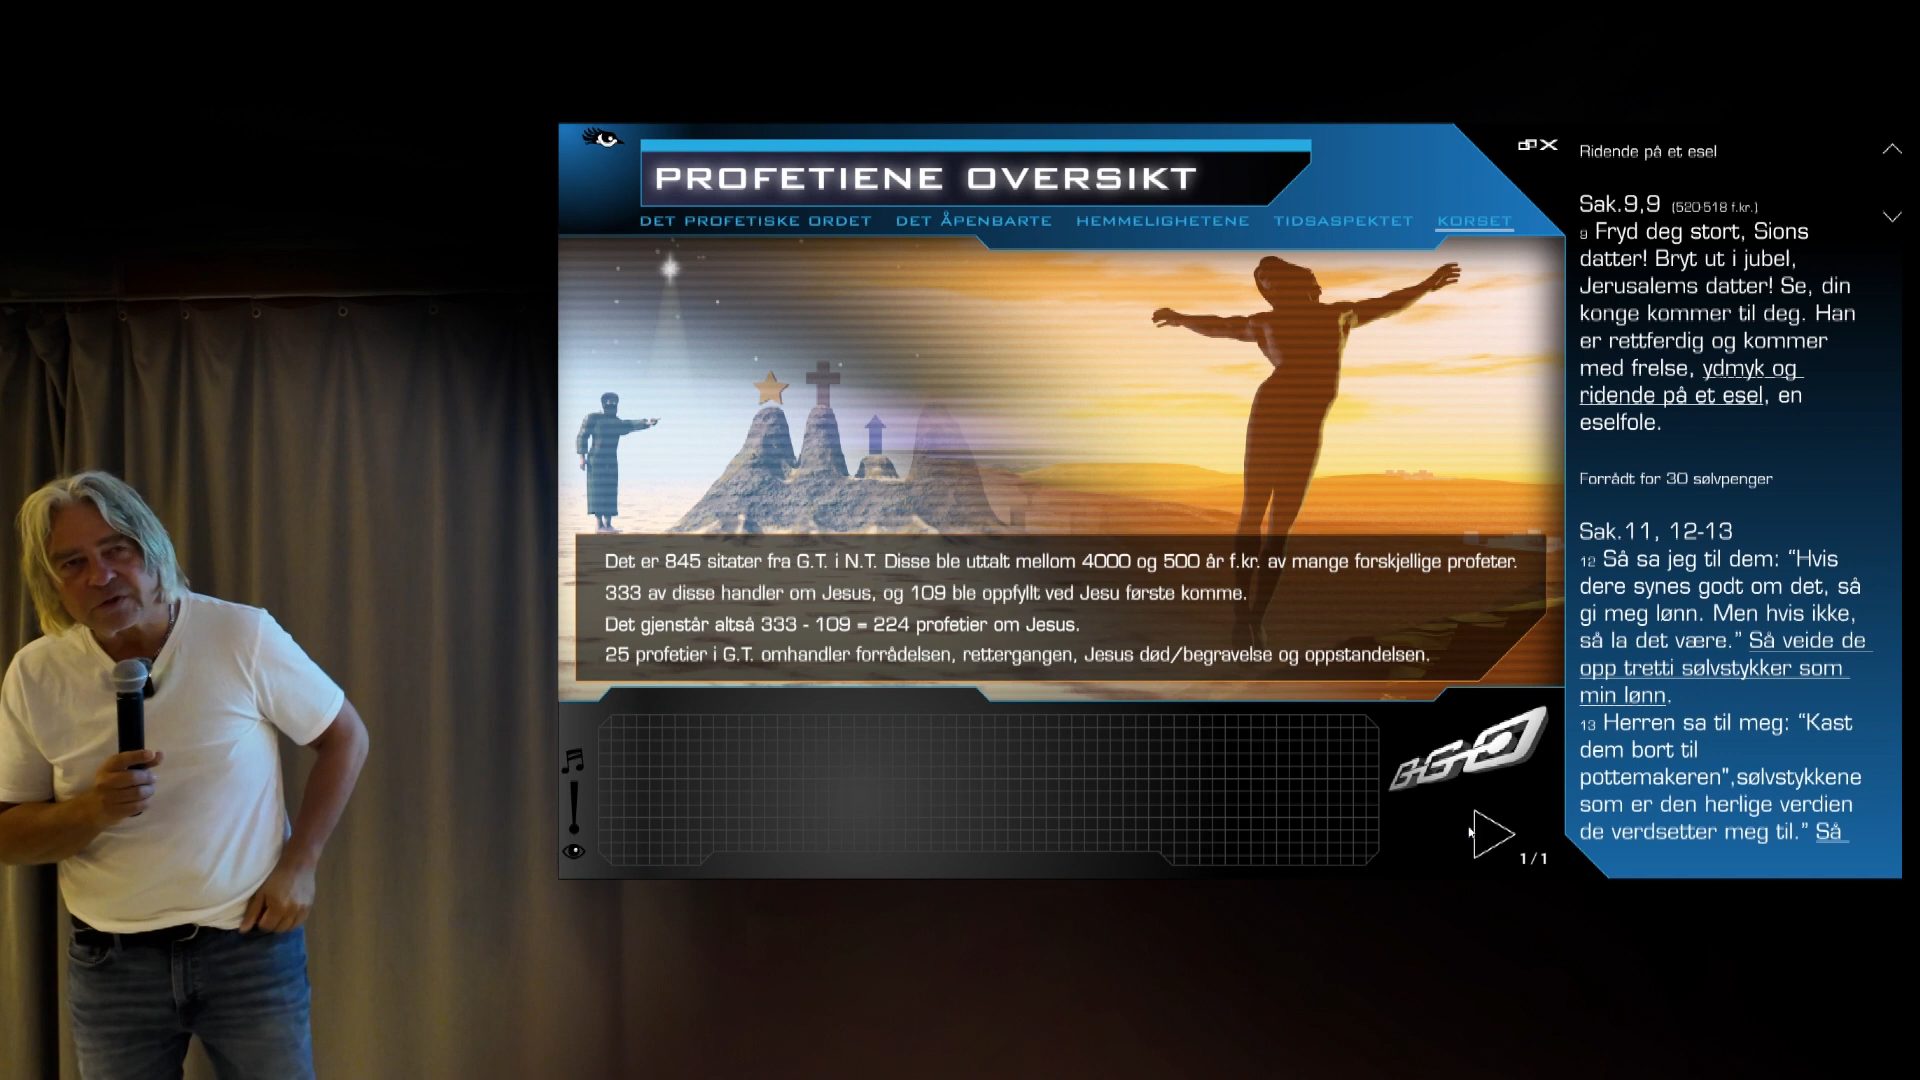 PROFETIENE OVERSIKT
DET PROFETISKE ORDET DET ÅPENBARTE HEMMELIGHETENE TIDSASPEKTET KORSET
Det er 845 sitater fra G.T. i N.T. Disse ble uttalt mellom 4000 og 500 år f.kr. av mange forskjellige profeter.
333 av disse handler om Jesus, og 109 ble oppfyllt ved Jesu første komme.
Det gjenstår altså 333 - 109 = 224 profetier om Jesus.
25 profetier i G.T. omhandler forrådelsen, rettergangen, Jesus død/begravelse og oppstandelsen.
1/1
Ridende på et esel
Sak.9,9 (520-518 f.kr.)
9 Fryd deg stort, Sions
datter! Bryt ut i jubel,
Jerusalems datter! Se, din
konge kommer til deg. Han
er rettferdig og kommer
med frelse, ydmyk og
ridende på et esel, en
eselfole.
Forrådt for 30 sølvpenger
Sak.11, 12-13
12 Så sa jeg til dem: “Hvis
dere synes godt om det, så
gi meg lønn. Men hvis ikke,
så la det være.” Så veide de
opp tretti sølvstykker som
min lønn.
13 Herren sa til meg: “Kast
dem bort til
pottemakeren",sølvstykkene
som er den herlige verdien
de verdsetter meg til.” Så